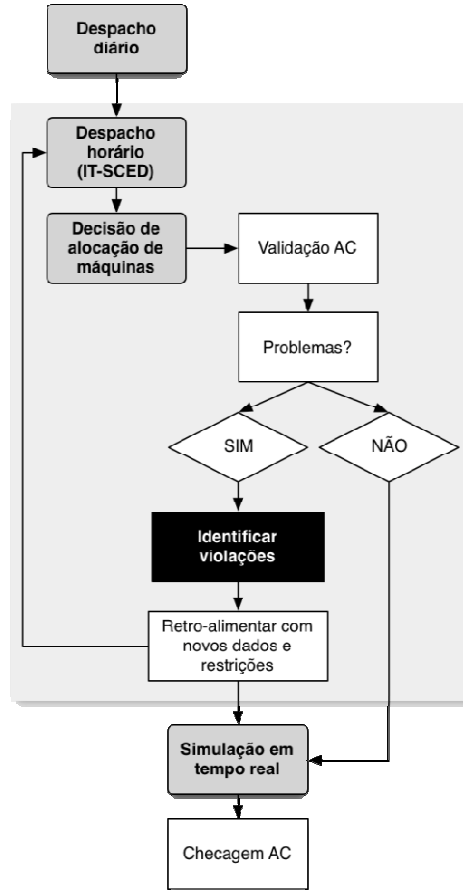 Despacho
diário
Despacho
horário
(IT-SCED)
Decisão de
alocação de
máquinas
Validação AC
Problemas?
SIM
NÃO
Identificar
violações
Retro-alimentar com
novos dados e
restrições
Simulação em
tempo real
Checagem AC